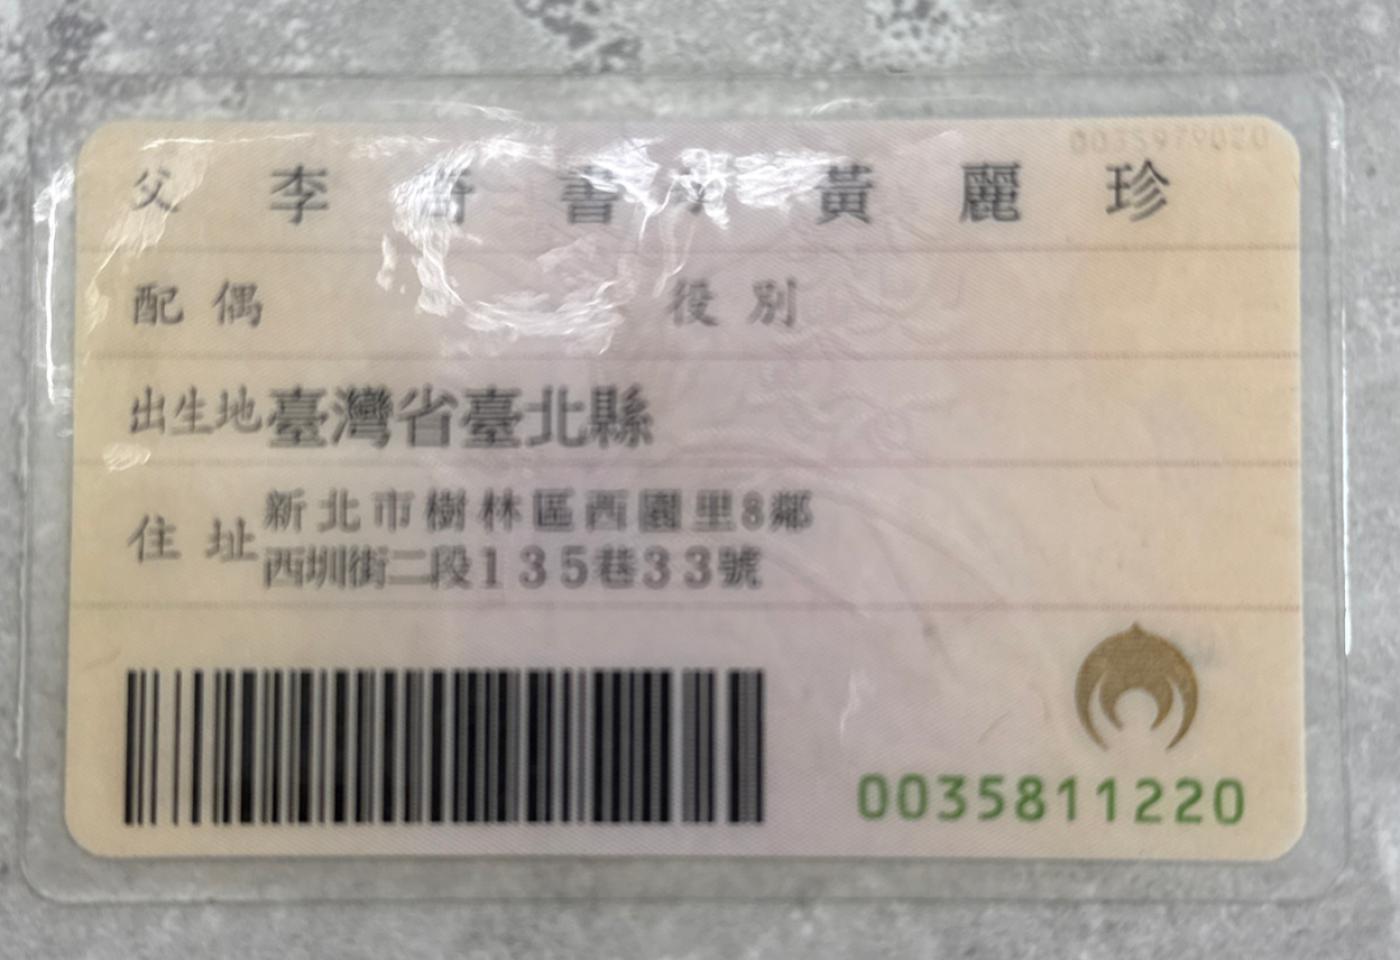 0035979020
父 李 書 黃麗珍
配偶 役別
出生地 臺灣省臺北縣
住址 新北市樹林區西園里8鄰
西圳街二段135巷33號
0035811220